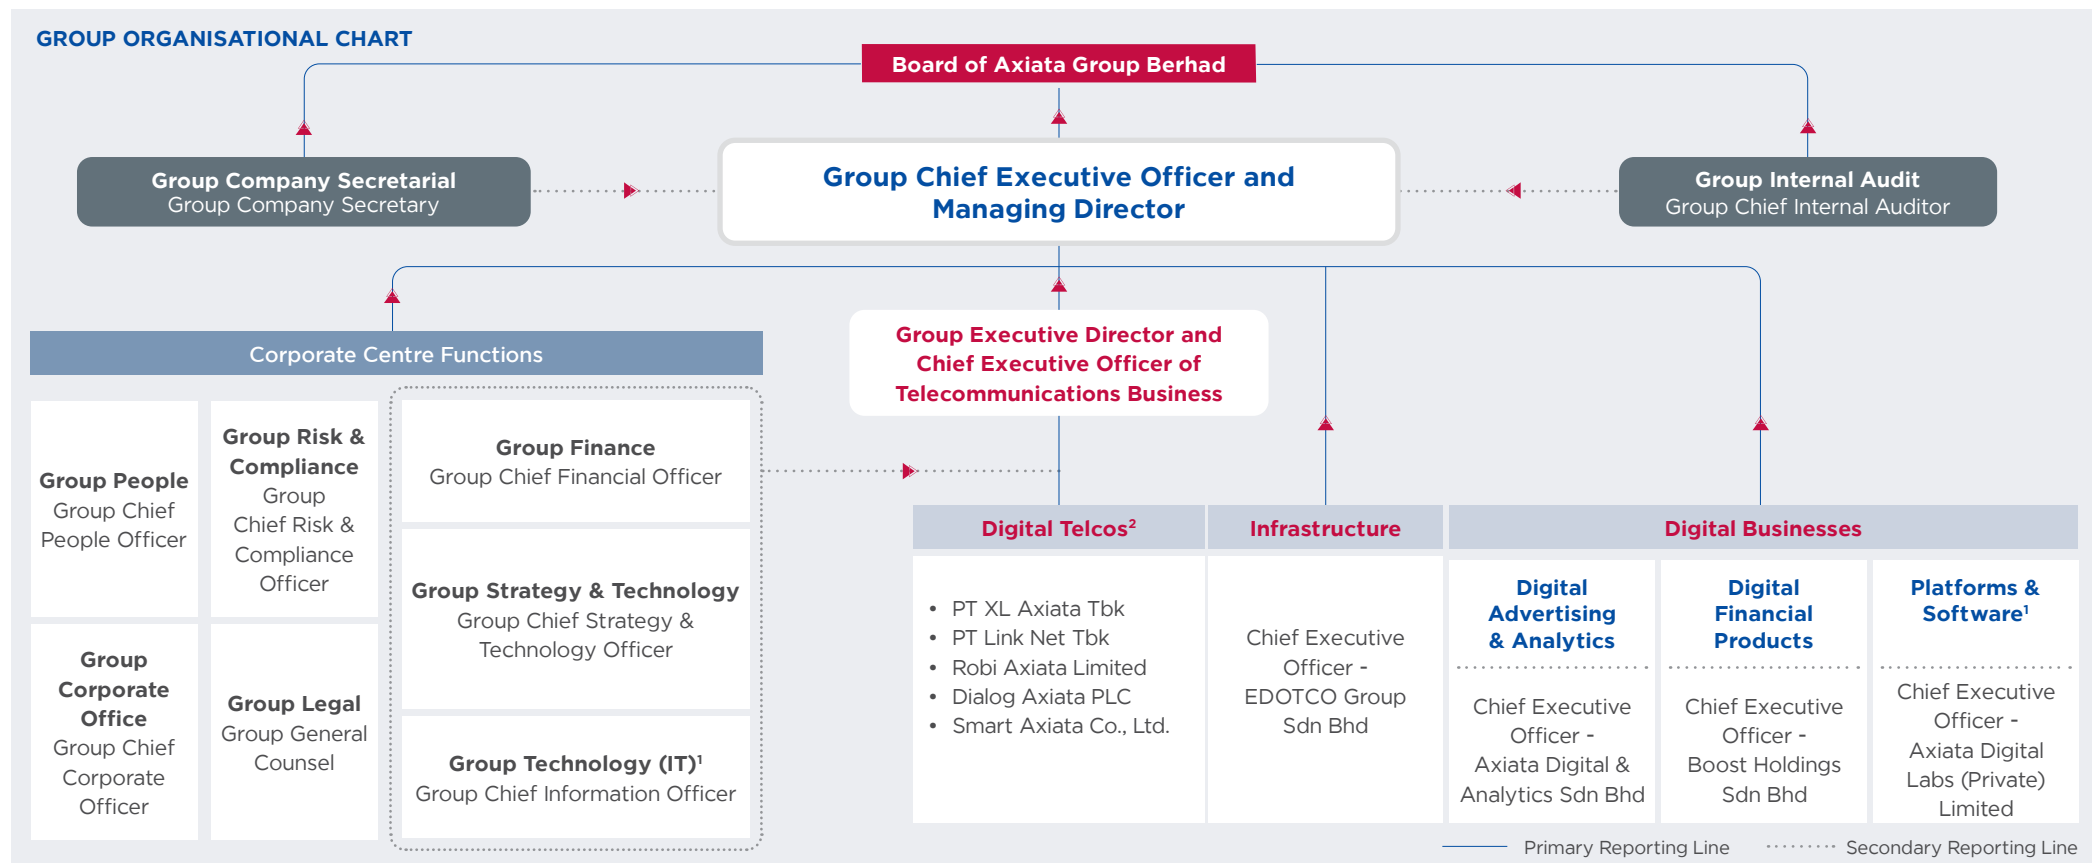 GROUP ORGANISATIONAL CHART
Board of Axiata Group Berhad
Group Company Secretarial
Group Company Secretary
Group Chief Executive Officer and
Managing Director
Group Internal Audit
Group Chief Internal Auditor
Corporate Centre Functions
Group Executive Director and
Chief Executive Officer of
Telecommunications Business
Group People
Group Chief
People Officer
Group Risk &
Compliance
Group
Chief Risk &
Compliance
Officer
Group Finance
Group Chief Financial Officer
Group Strategy & Technology
Group Chief Strategy &
Technology Officer
Group
Corporate
Office
Group Chief
Corporate
Officer
Group Legal
Group General
Counsel
Group Technology (IT)¹
Group Chief Information Officer
Digital Telcos²
• PT XL Axiata Tbk
• PT Link Net Tbk
• Robi Axiata Limited
• Dialog Axiata PLC
• Smart Axiata Co., Ltd.
Infrastructure
Chief Executive
Officer -
EDOTCO Group
Sdn Bhd
Digital Businesses
Digital
Advertising
& Analytics
Chief Executive
Officer -
Axiata Digital &
Analytics Sdn Bhd
Digital
Financial
Products
Chief Executive
Officer -
Boost Holdings
Sdn Bhd
Platforms &
Software¹
Chief Executive
Officer -
Axiata Digital
Labs (Private)
Limited
Primary Reporting Line
Secondary Reporting Line